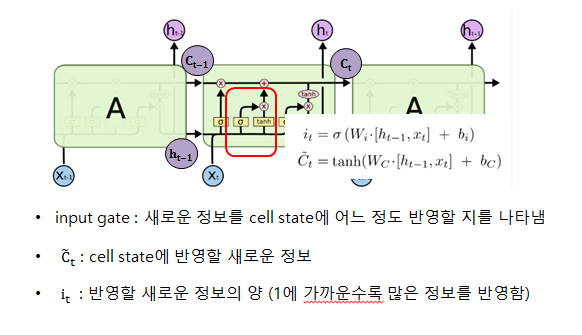 h_{t-1} h_t h_{t+1}
C_{t-1} C_t
× + tanh
A × × A
σ σ tanh σ
i_t = σ (W_i·[h_{t-1}, x_t] + b_i)
h_{t-1}
C̃_t = tanh(W_C·[h_{t-1}, x_t] + b_C)
X_{t-1} X_t
• input gate : 새로운 정보를 cell state에 어느 정도 반영할 지를 나타냄
• C̃_t : cell state에 반영할 새로운 정보
• i_t : 반영할 새로운 정보의 양 (1에 가까운수록 많은 정보를 반영함)